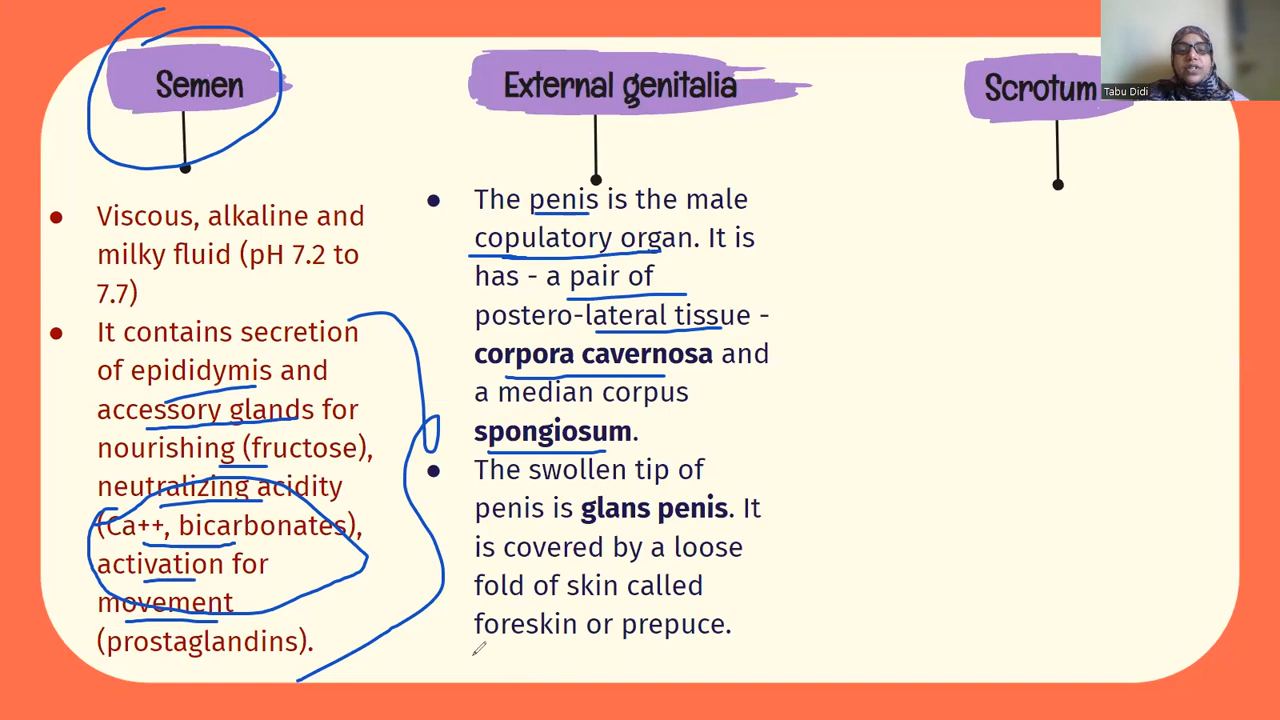 Semen
Viscous, alkaline and
milky fluid (pH 7.2 to
7.7)
It contains secretion
of epididymis and
accessory glands for
nourishing (fructose),
neutralizing acidity
(Ca++, bicarbonates),
activation for
movement
(prostaglandins).
External genitalia
The penis is the male
copulatory organ. It is
has - a pair of
postero-lateral tissue -
corpora cavernosa and
a median corpus
spongiosum.
The swollen tip of
penis is glans penis. It
is covered by a loose
fold of skin called
foreskin or prepuce.
Scrotum
Tabu Didi